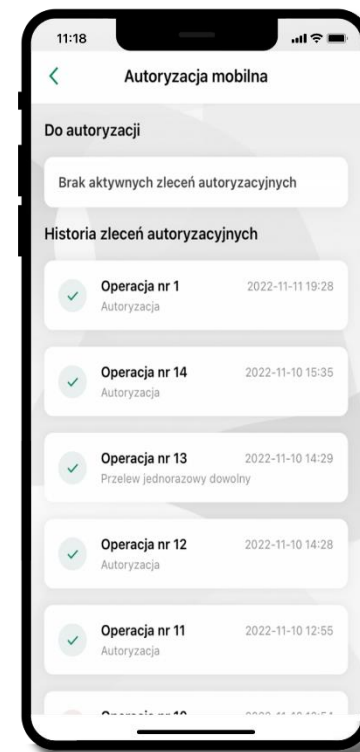 11:18
Autoryzacja mobilna
Do autoryzacji
Brak aktywnych zleceń autoryzacyjnych
Historia zleceń autoryzacyjnych
Operacja nr 1 2022-11-11 19:28
Autoryzacja
Operacja nr 14 2022-11-10 15:35
Autoryzacja
Operacja nr 13 2022-11-10 14:29
Przelew jednorazowy dowolny
Operacja nr 12 2022-11-10 14:28
Autoryzacja
Operacja nr 11 2022-11-10 12:55
Autoryzacja